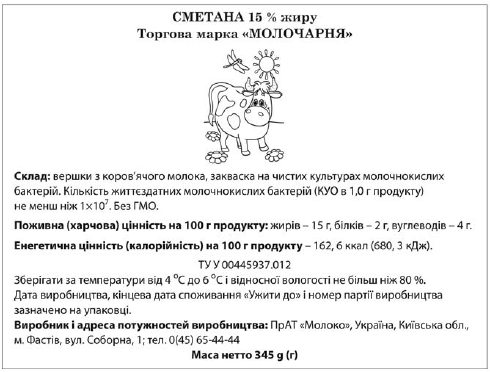 СМЕТАНА 15 % жиру
Торгова марка «МОЛОЧАРНЯ»
Склад: вершки з коров’ячого молока, закваска на чистих культурах молочнокислих
бактерій. Кількість життєздатних молочнокислих бактерій (КУО в 1,0 г продукту)
не менш ніж 1×10⁷. Без ГМО.
Поживна (харчова) цінність на 100 г продукту: жирів – 15 г, білків – 2 г, вуглеводів – 4 г.
Енегетична цінність (калорійність) на 100 г продукту – 162, 6 ккал (680, 3 кДж).
ТУ У 00445937.012
Зберігати за температури від 4 ⁰С до 6 ⁰С і відносної вологості не більш ніж 80 %.
Дата виробництва, кінцева дата споживання «Ужити до» і номер партії виробництва
зазначено на упаковці.
Виробник і адреса потужностей виробництва: ПрАТ «Молоко», Україна, Київська обл.,
м. Фастів, вул. Соборна, 1; тел. 0(45) 65-44-44
Маса нетто 345 g (г)